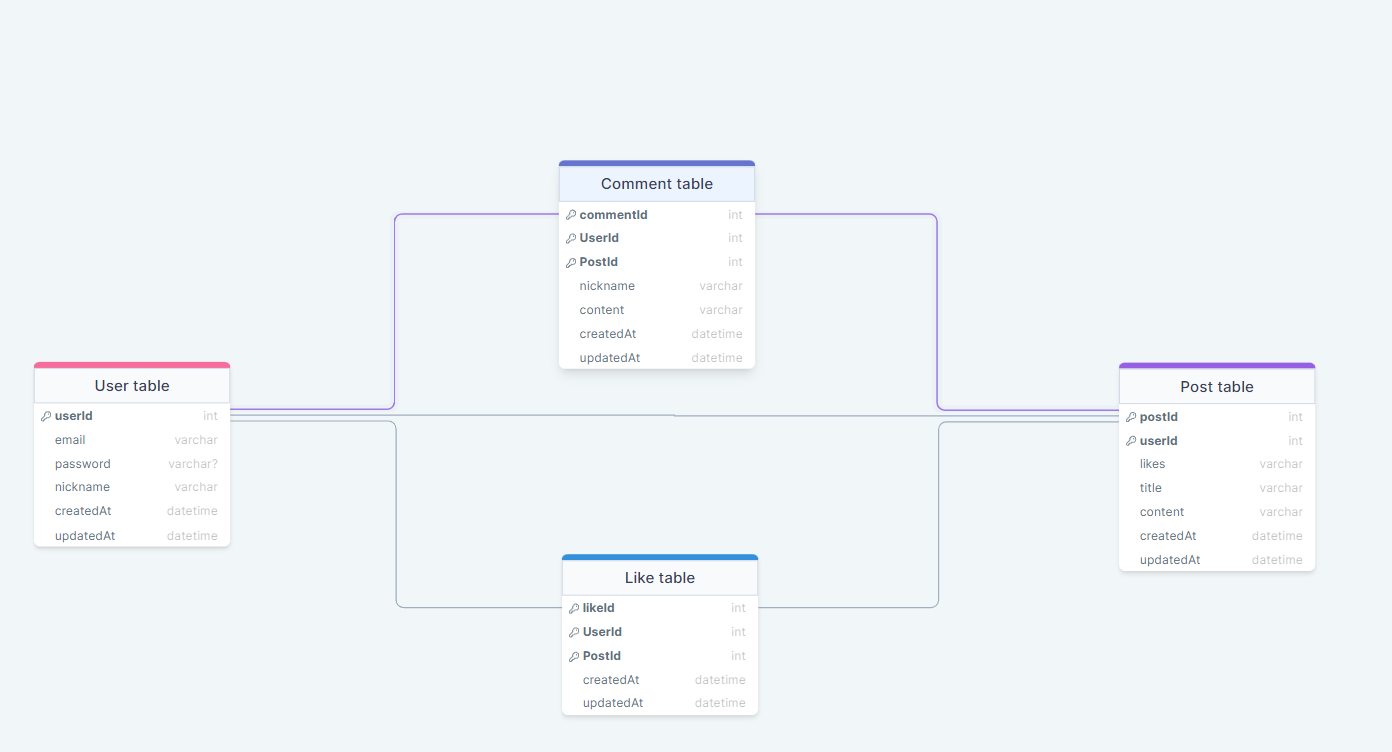 Comment table
commentId int
UserId int
PostId int
nickname varchar
content varchar
createdAt datetime
updatedAt datetime
User table
userId int
email varchar
password varchar?
nickname varchar
createdAt datetime
updatedAt datetime
Post table
postId int
userId int
likes varchar
title varchar
content varchar
createdAt datetime
updatedAt datetime
Like table
likeId int
UserId int
PostId int
createdAt datetime
updatedAt datetime